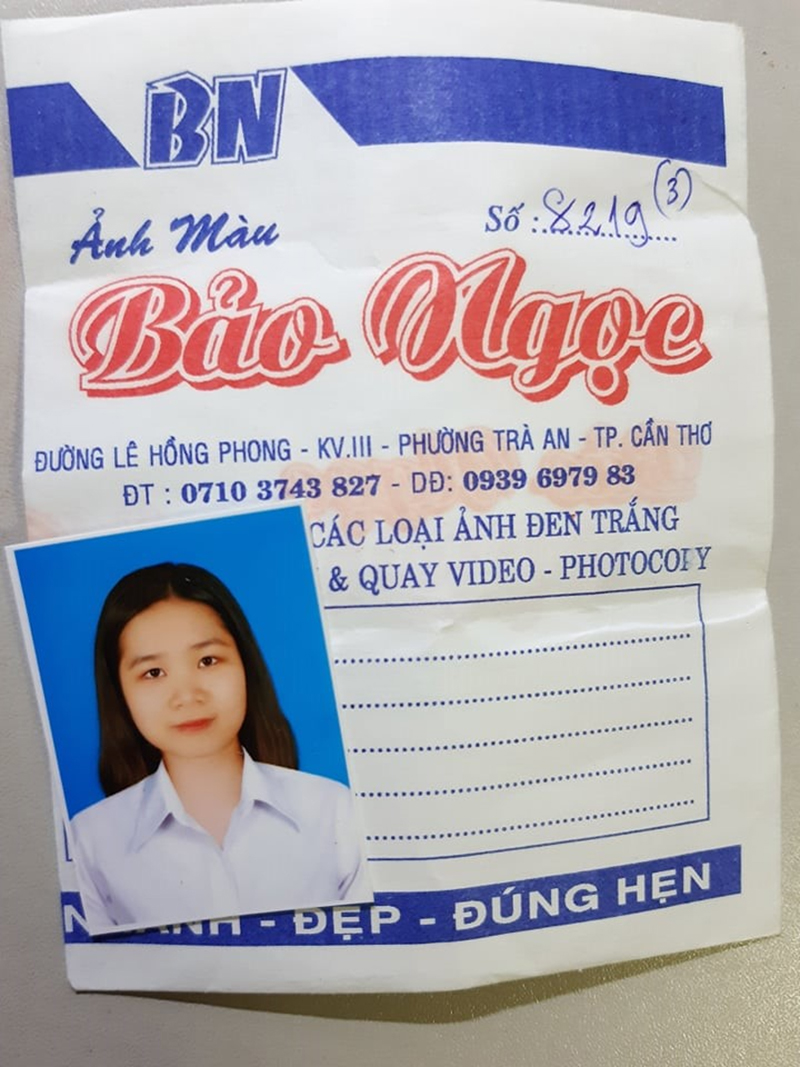 BN
Ảnh Màu
Số : 8219 (3)
Bảo Ngọc
ĐƯỜNG LÊ HỒNG PHONG - KV.III - PHƯỜNG TRÀ AN - TP. CẦN THƠ
ĐT : 0710 3743 827 - DĐ: 0939 6979 83
CÁC LOẠI ẢNH ĐEN TRẮNG
& QUAY VIDEO - PHOTOCOPY
- ĐẸP - ĐÚNG HẸN